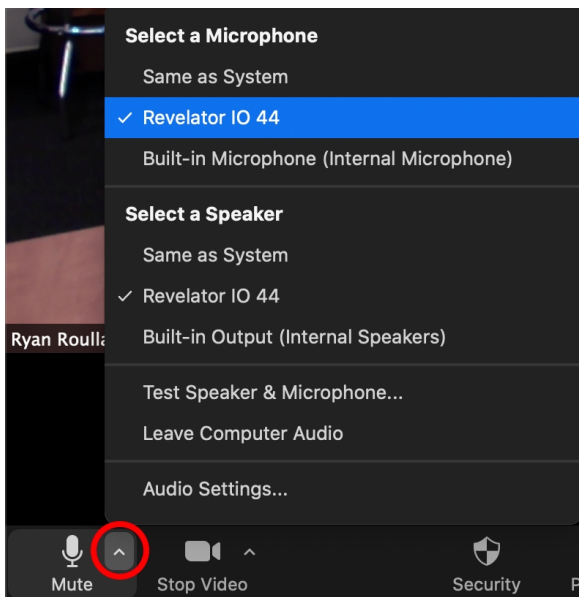 Select a Microphone
Same as System
✓ Revelator IO 44
Built-in Microphone (Internal Microphone)
Select a Speaker
Same as System
✓ Revelator IO 44
Built-in Output (Internal Speakers)
Ryan Roulla
Test Speaker & Microphone...
Leave Computer Audio
Audio Settings...
Mute
Stop Video
Security
P